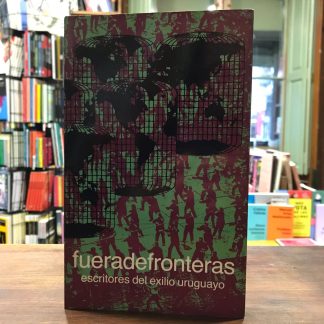 fueradefronteras
escritores del exilio uruguayo